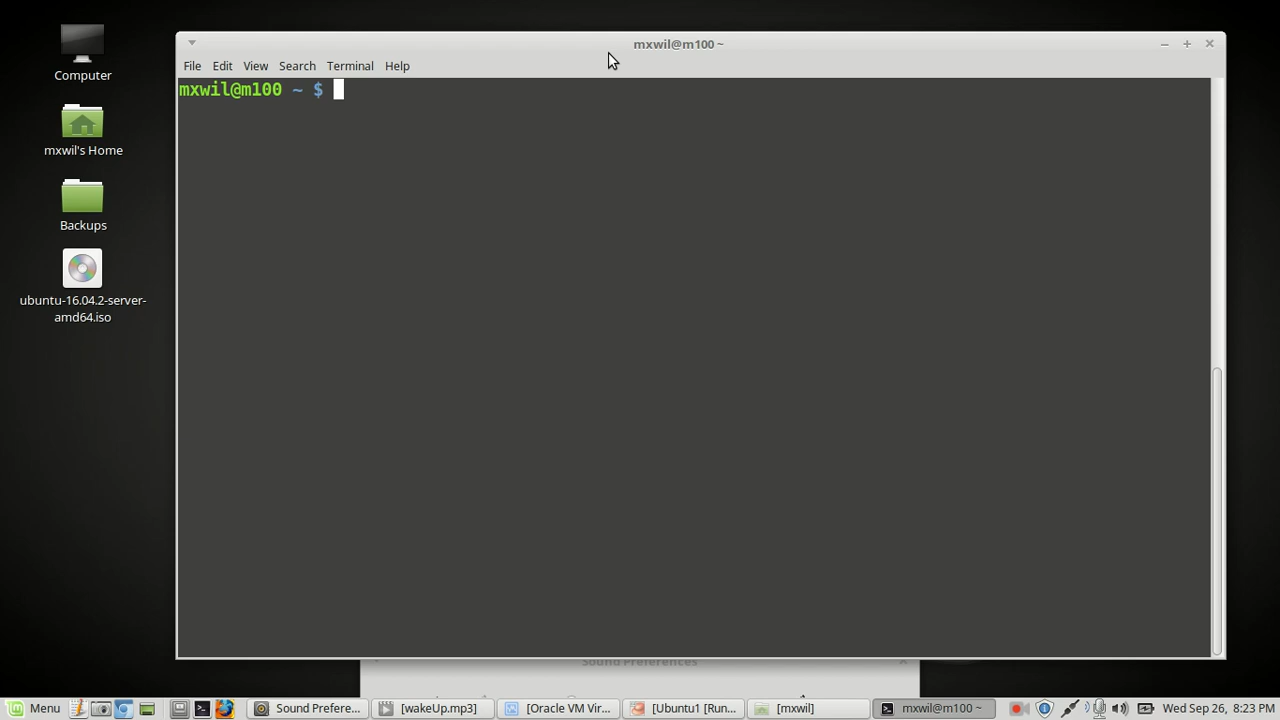 Computer
mxwil's Home
Backups
ubuntu-16.04.2-server-
amd64.iso
mxwil@m100 ~
File Edit View Search Terminal Help
mxwil@m100 ~ $
Sound Preferences
Menu
Sound Prefere...
[wakeUp.mp3]
[Oracle VM Vir...
[Ubuntu1 [Run...
[mxwil]
mxwil@m100 ~
Wed Sep 26, 8:23 PM